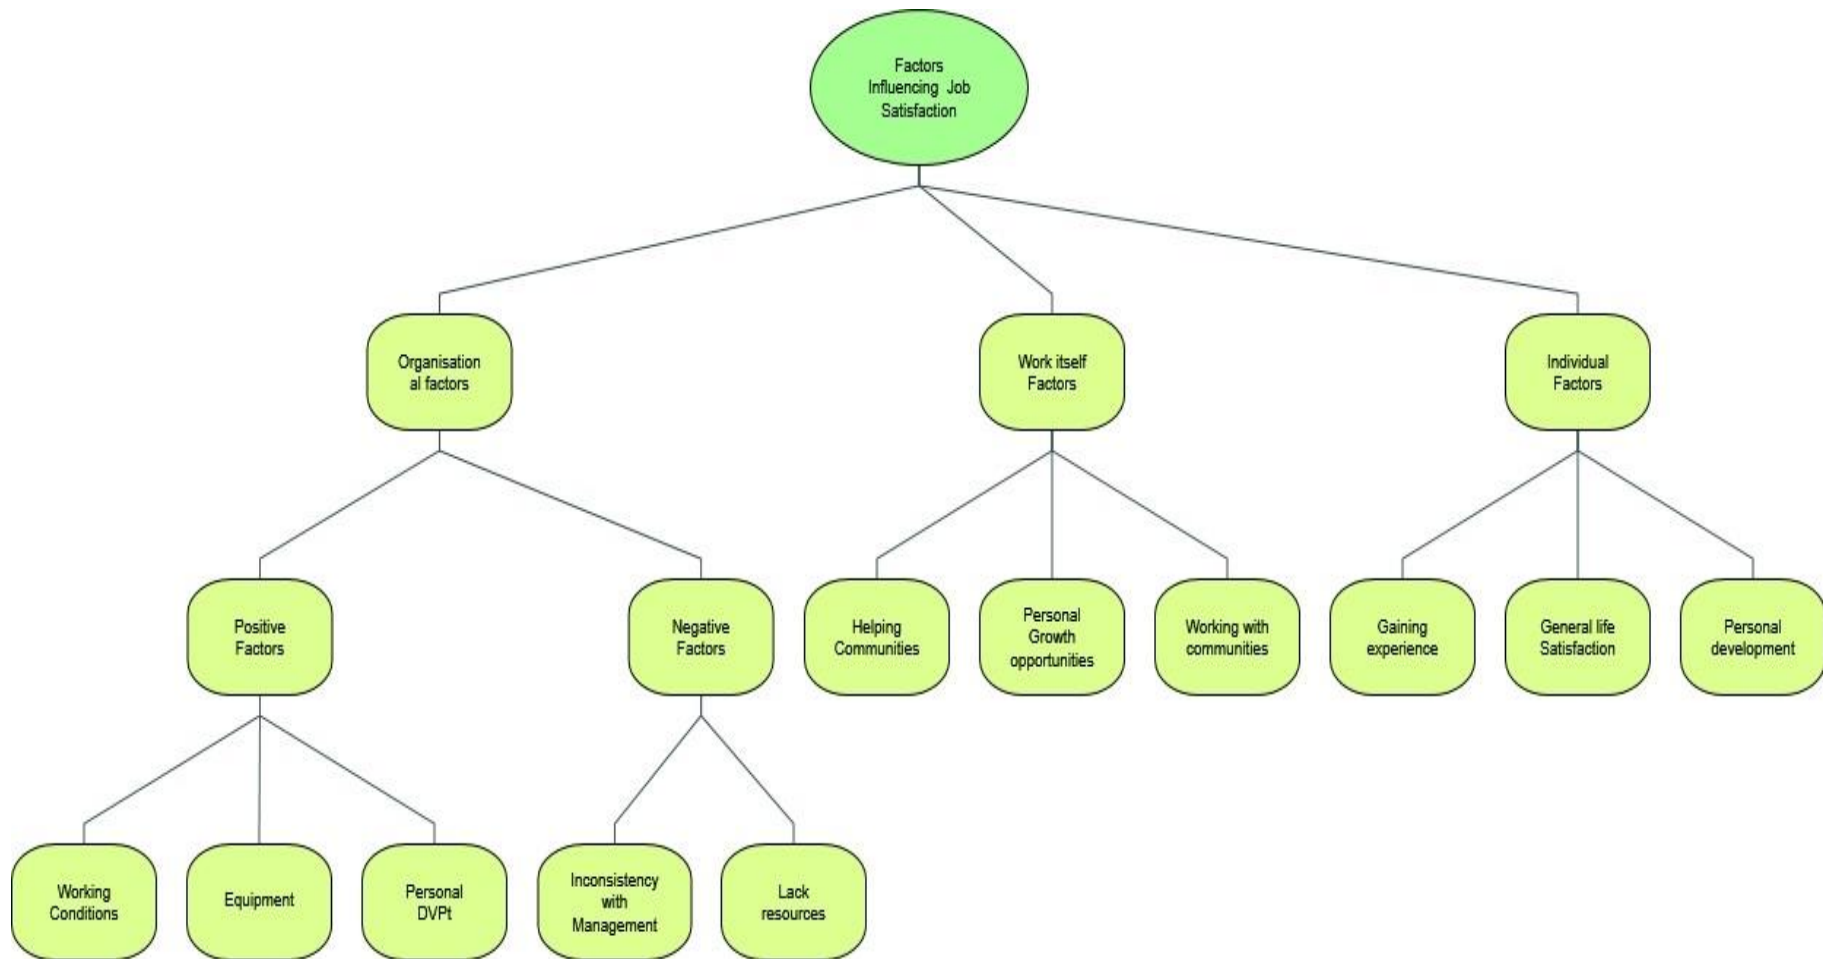 Factors
Influencing Job
Satisfaction
Organisation
al factors
Work itself
Factors
Individual
Factors
Positive
Factors
Negative
Factors
Helping
Communities
Personal
Growth
opportunities
Working with
communities
Gaining
experience
General life
Satisfaction
Personal
development
Working
Conditions
Equipment
Personal
DVPt
Inconsistency
with
Management
Lack
resources